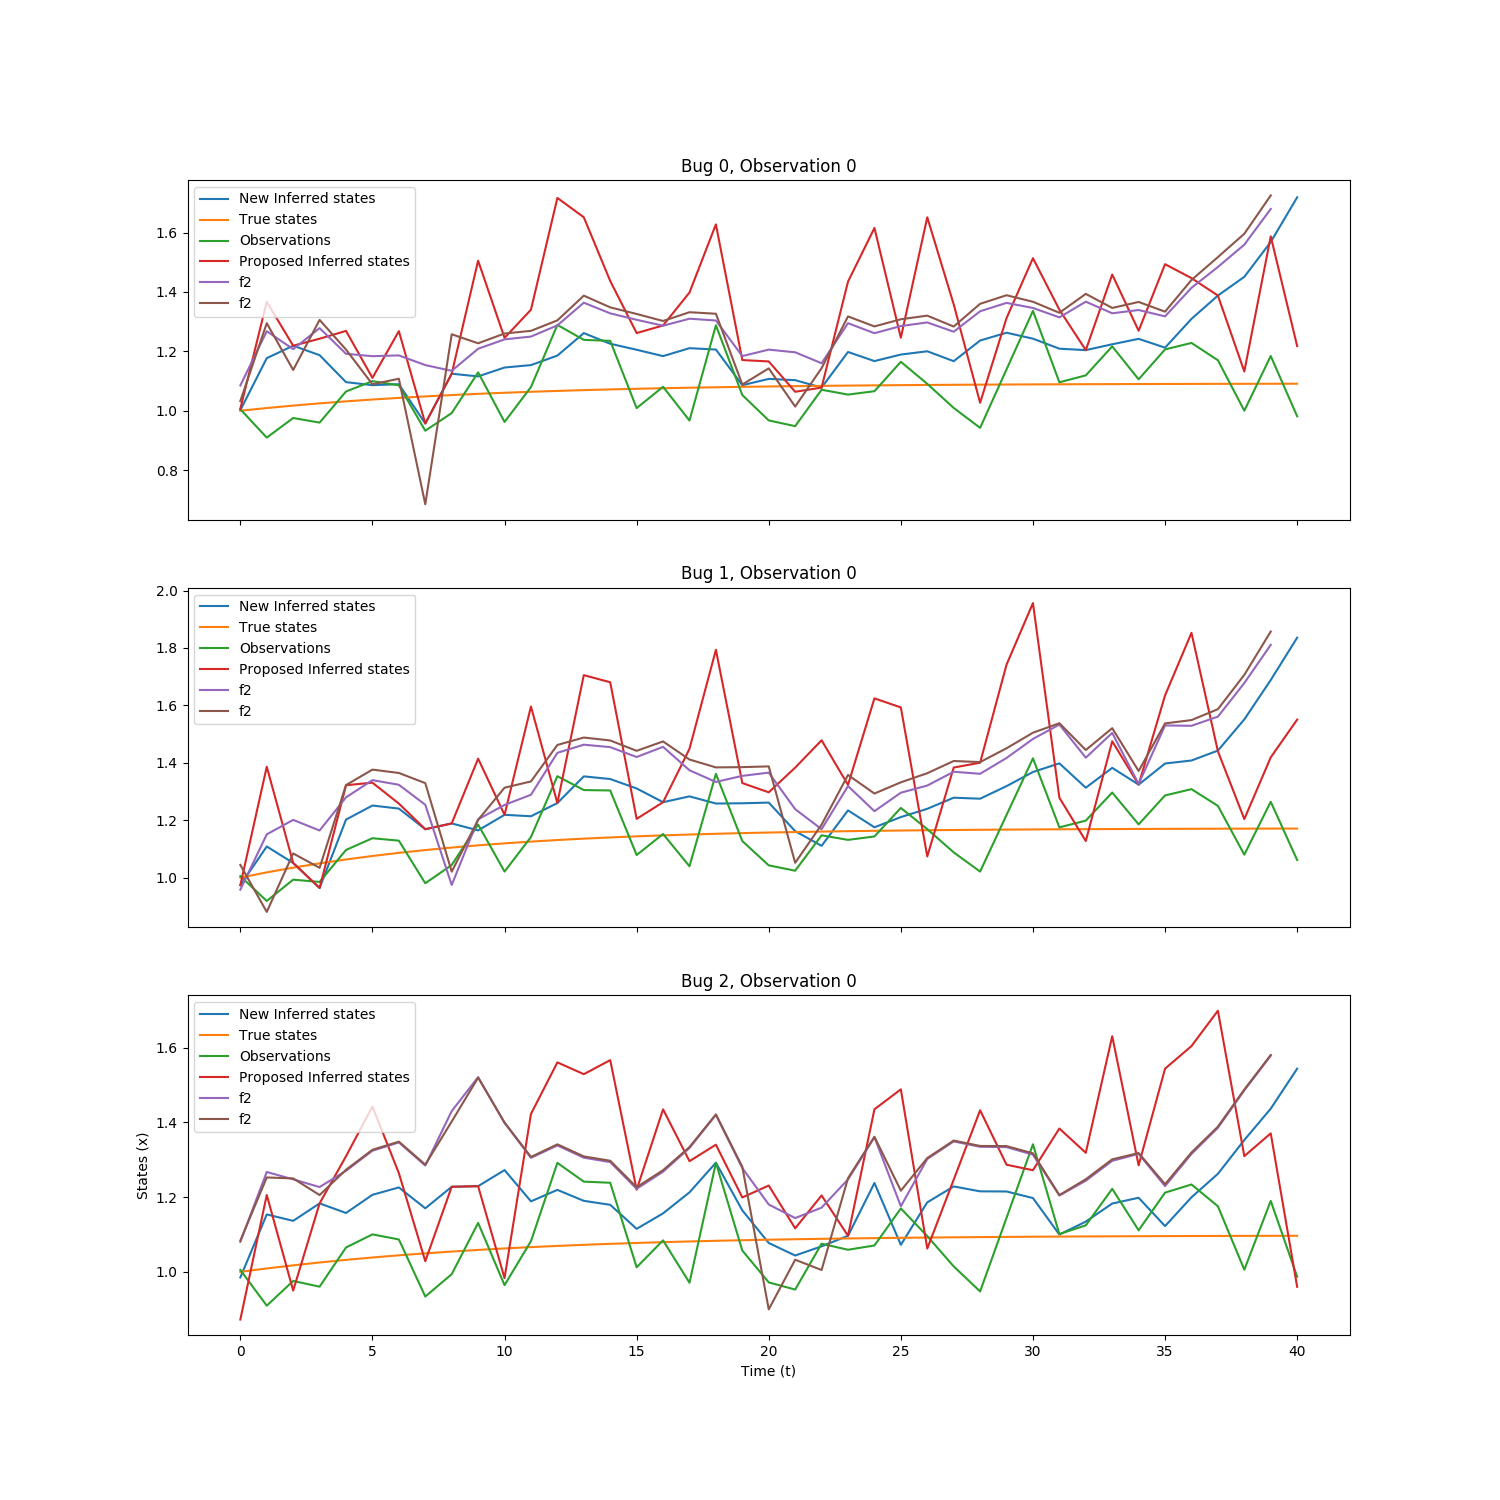 Bug 0, Observation 0
New Inferred states
True states
Observations
Proposed Inferred states
f2
f2
1.6
1.4
1.2
1.0
0.8
Bug 1, Observation 0
New Inferred states
True states
Observations
Proposed Inferred states
f2
f2
2.0
1.8
1.6
1.4
1.2
1.0
Bug 2, Observation 0
New Inferred states
True states
Observations
Proposed Inferred states
f2
f2
1.6
1.4
1.2
1.0
States (x)
0 5 10 15 20 25 30 35 40
Time (t)